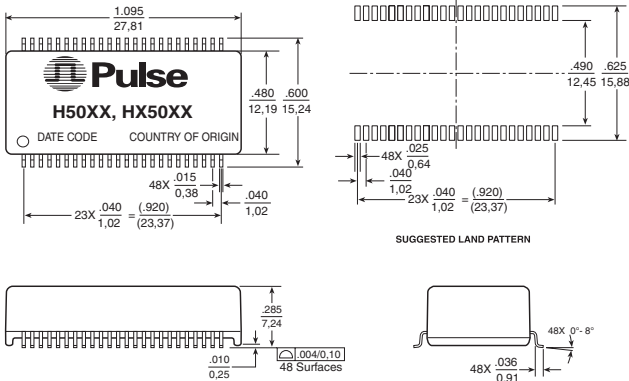 1.095
27,81
Pulse
H50XX, HX50XX
DATE CODE COUNTRY OF ORIGIN
.480
12,19
.600
15,24
48X .015
0,38
.040
1,02
23X .040 = (.920)
1,02 (23,37)
.490
12,45
.625
15,88
48X .025
0,64
.040
1,02
23X .040 = (.920)
1,02 (23,37)
SUGGESTED LAND PATTERN
.285
7,24
.010
0,25
.004/0,10
48 Surfaces
48X 0°- 8°
48X .036
0,91